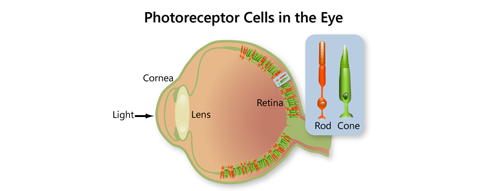 Photoreceptor Cells in the Eye
Cornea
Light
Lens
Retina
Rod
Cone